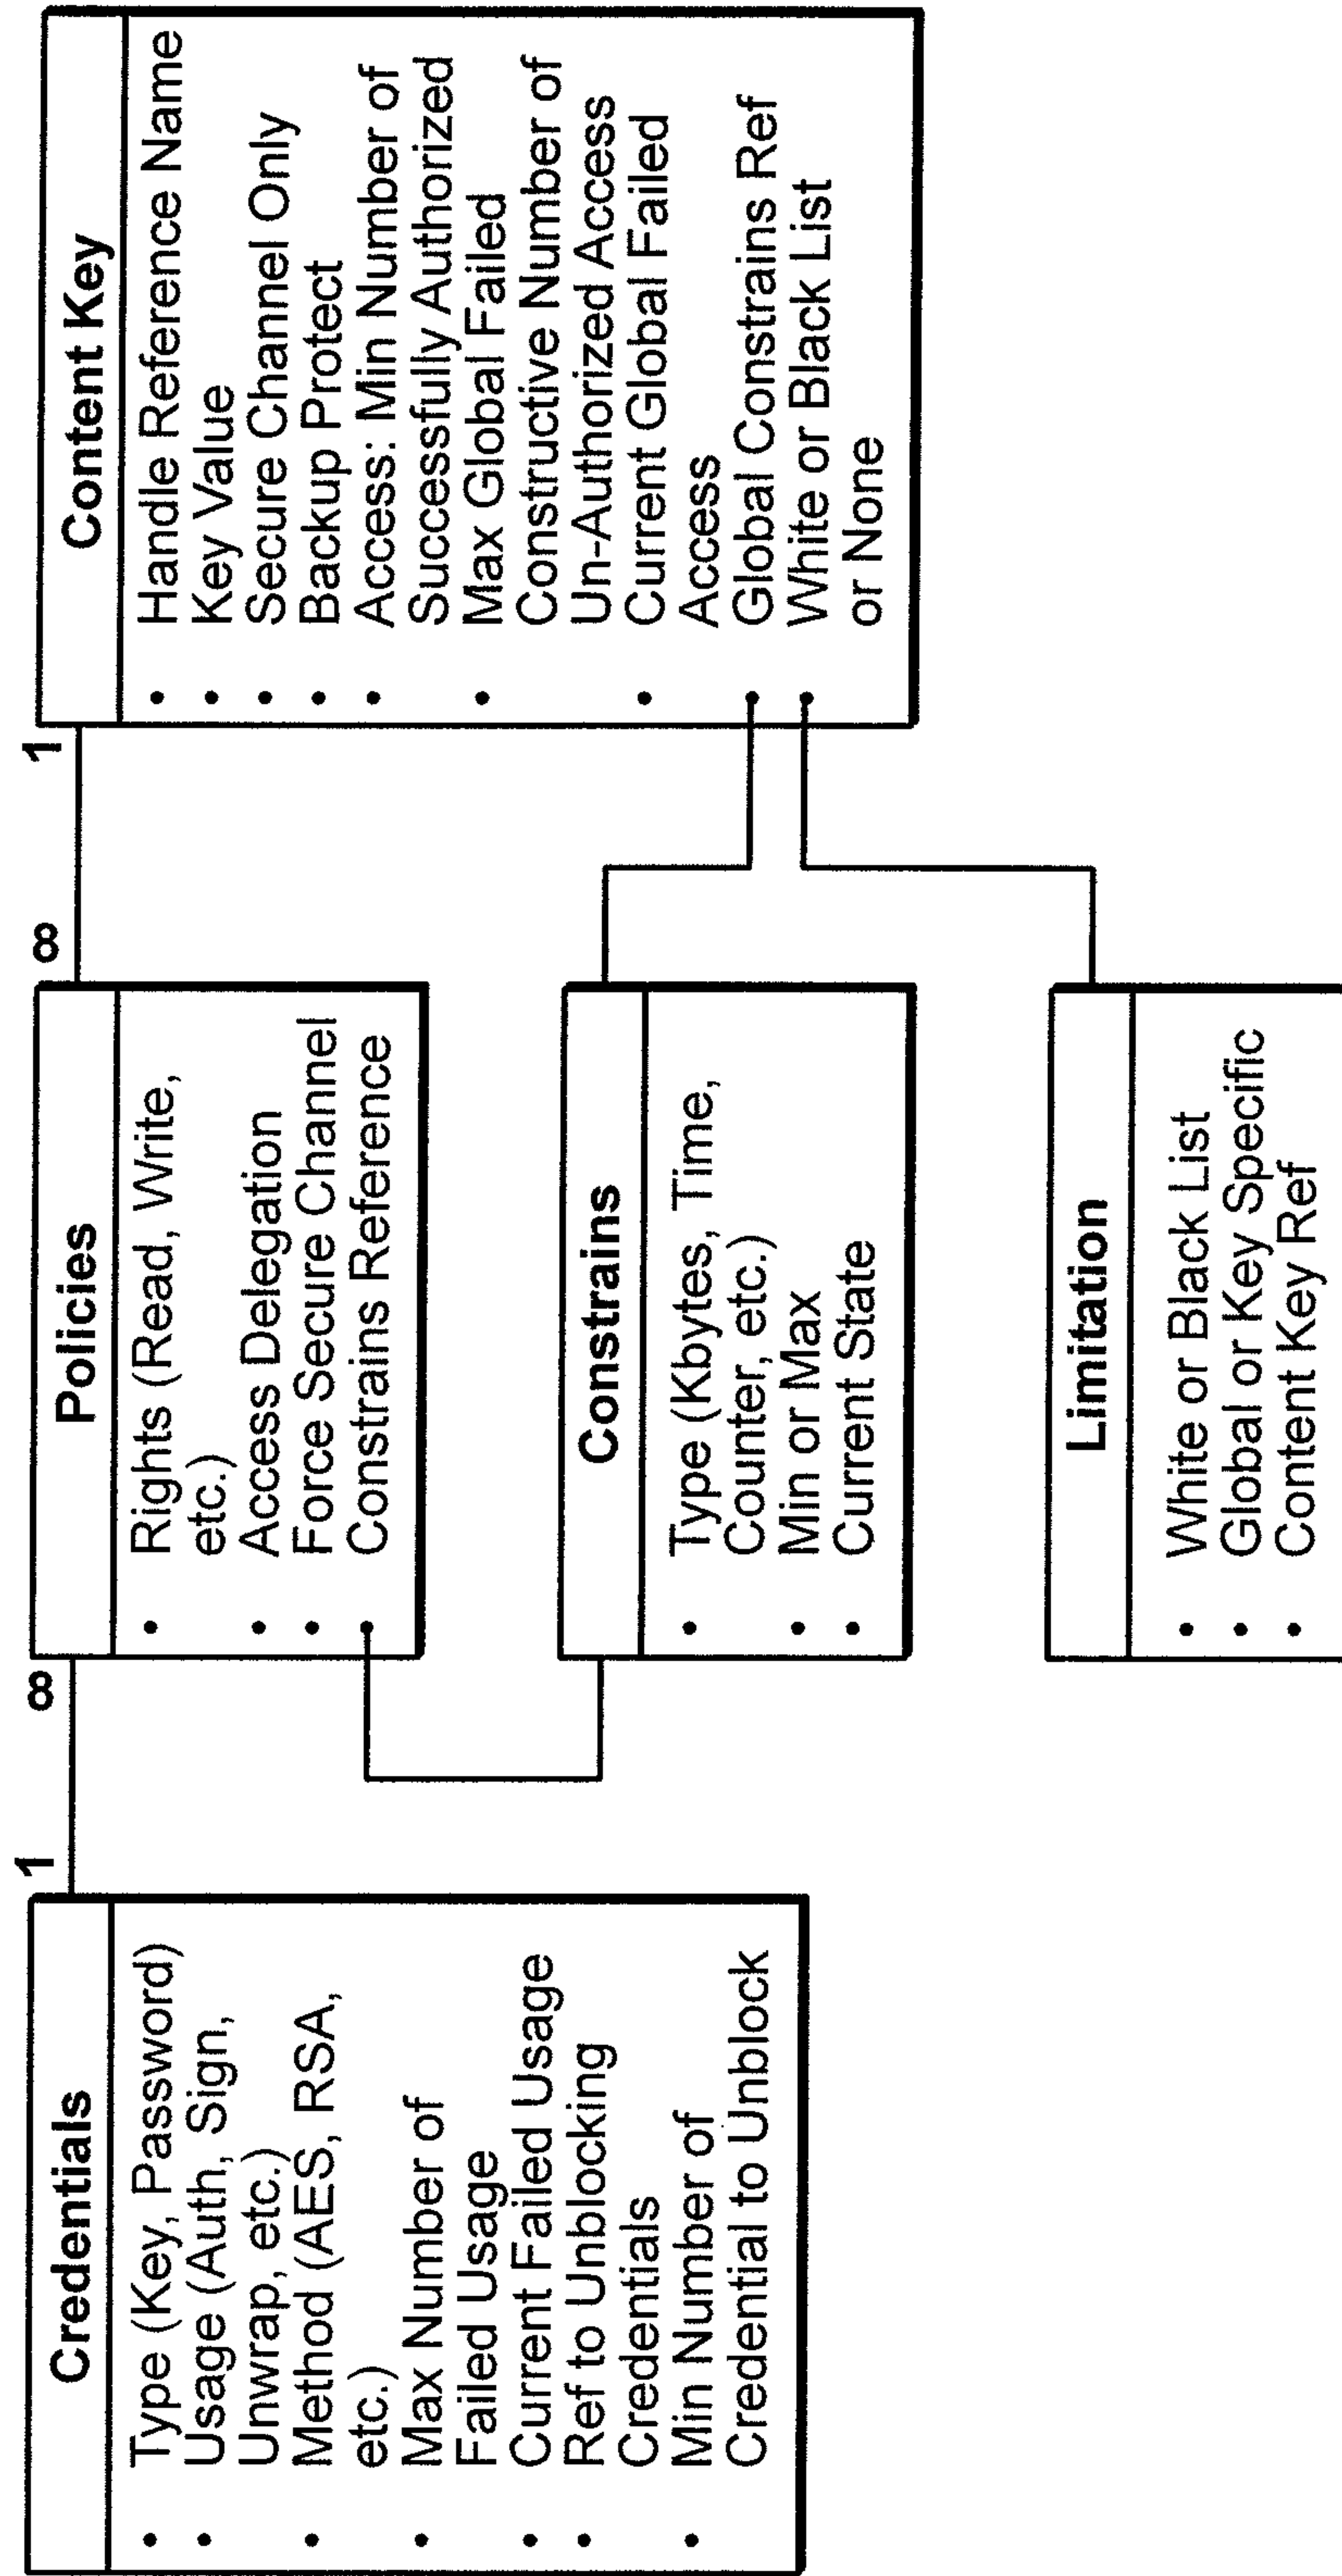 Credentials
• Type (Key, Password)
• Usage (Auth, Sign,
Unwrap, etc.)
• Method (AES, RSA,
etc.)
• Max Number of
Failed Usage
• Current Failed Usage
• Ref to Unblocking
Credentials
• Min Number of
Credential to Unblock
1
∞
Policies
• Rights (Read, Write,
etc.)
• Access Delegation
• Force Secure Channel
• Constrains Reference
Constrains
• Type (Kbytes, Time,
Counter, etc.)
• Min or Max
• Current State
Limitation
• White or Black List
• Global or Key Specific
• Content Key Ref
∞
1
Content Key
• Handle Reference Name
• Key Value
• Secure Channel Only
• Backup Protect
• Access: Min Number of
Successfully Authorized
• Max Global Failed
Constructive Number of
Un-Authorized Access
• Current Global Failed
Access
• Global Constrains Ref
• White or Black List
or None